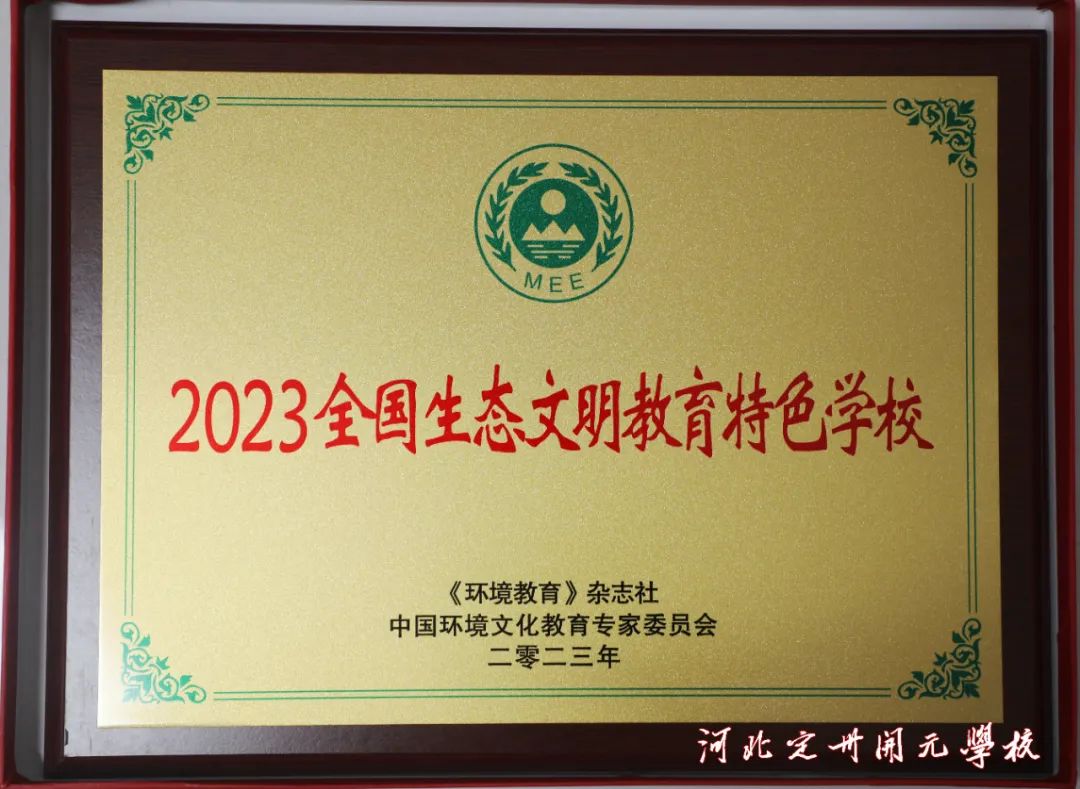 MEE
2023全国生态文明教育特色学校
《环境教育》杂志社
中国环境文化教育专家委员会
二零二三年
河北定州開元學校